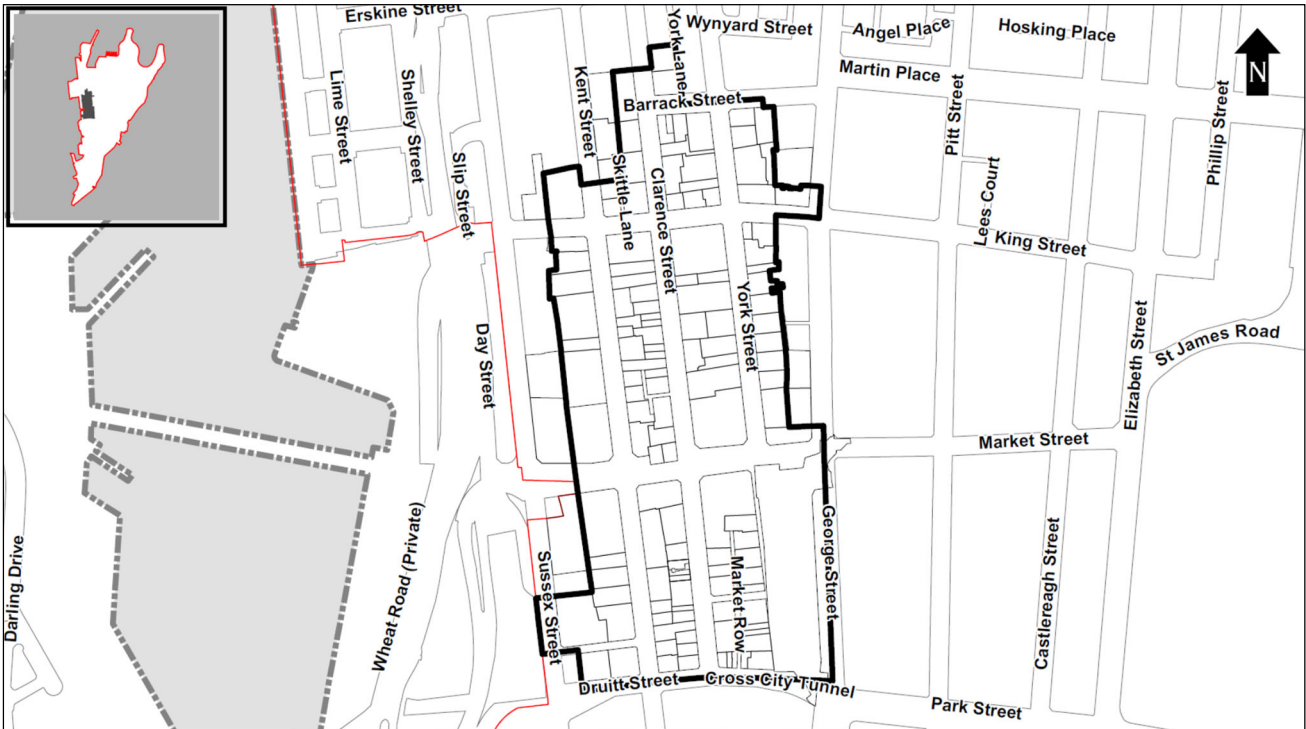 Erskine Street
York Lane
Wynyard Street
Angel Place
Hosking Place
N
Martin Place
Lime Street
Shelley Street
Kent Street
Barrack Street
Pitt Street
Phillip Street
Slip Street
Skittle Lane
Clarence Street
Lees Court
King Street
Day Street
York Street
Elizabeth Street
St James Road
Market Street
Wheat Road (Private)
Darling Drive
Sussex Street
Market Row
George Street
Castlereagh Street
Druitt Street
Cross City Tunnel
Park Street